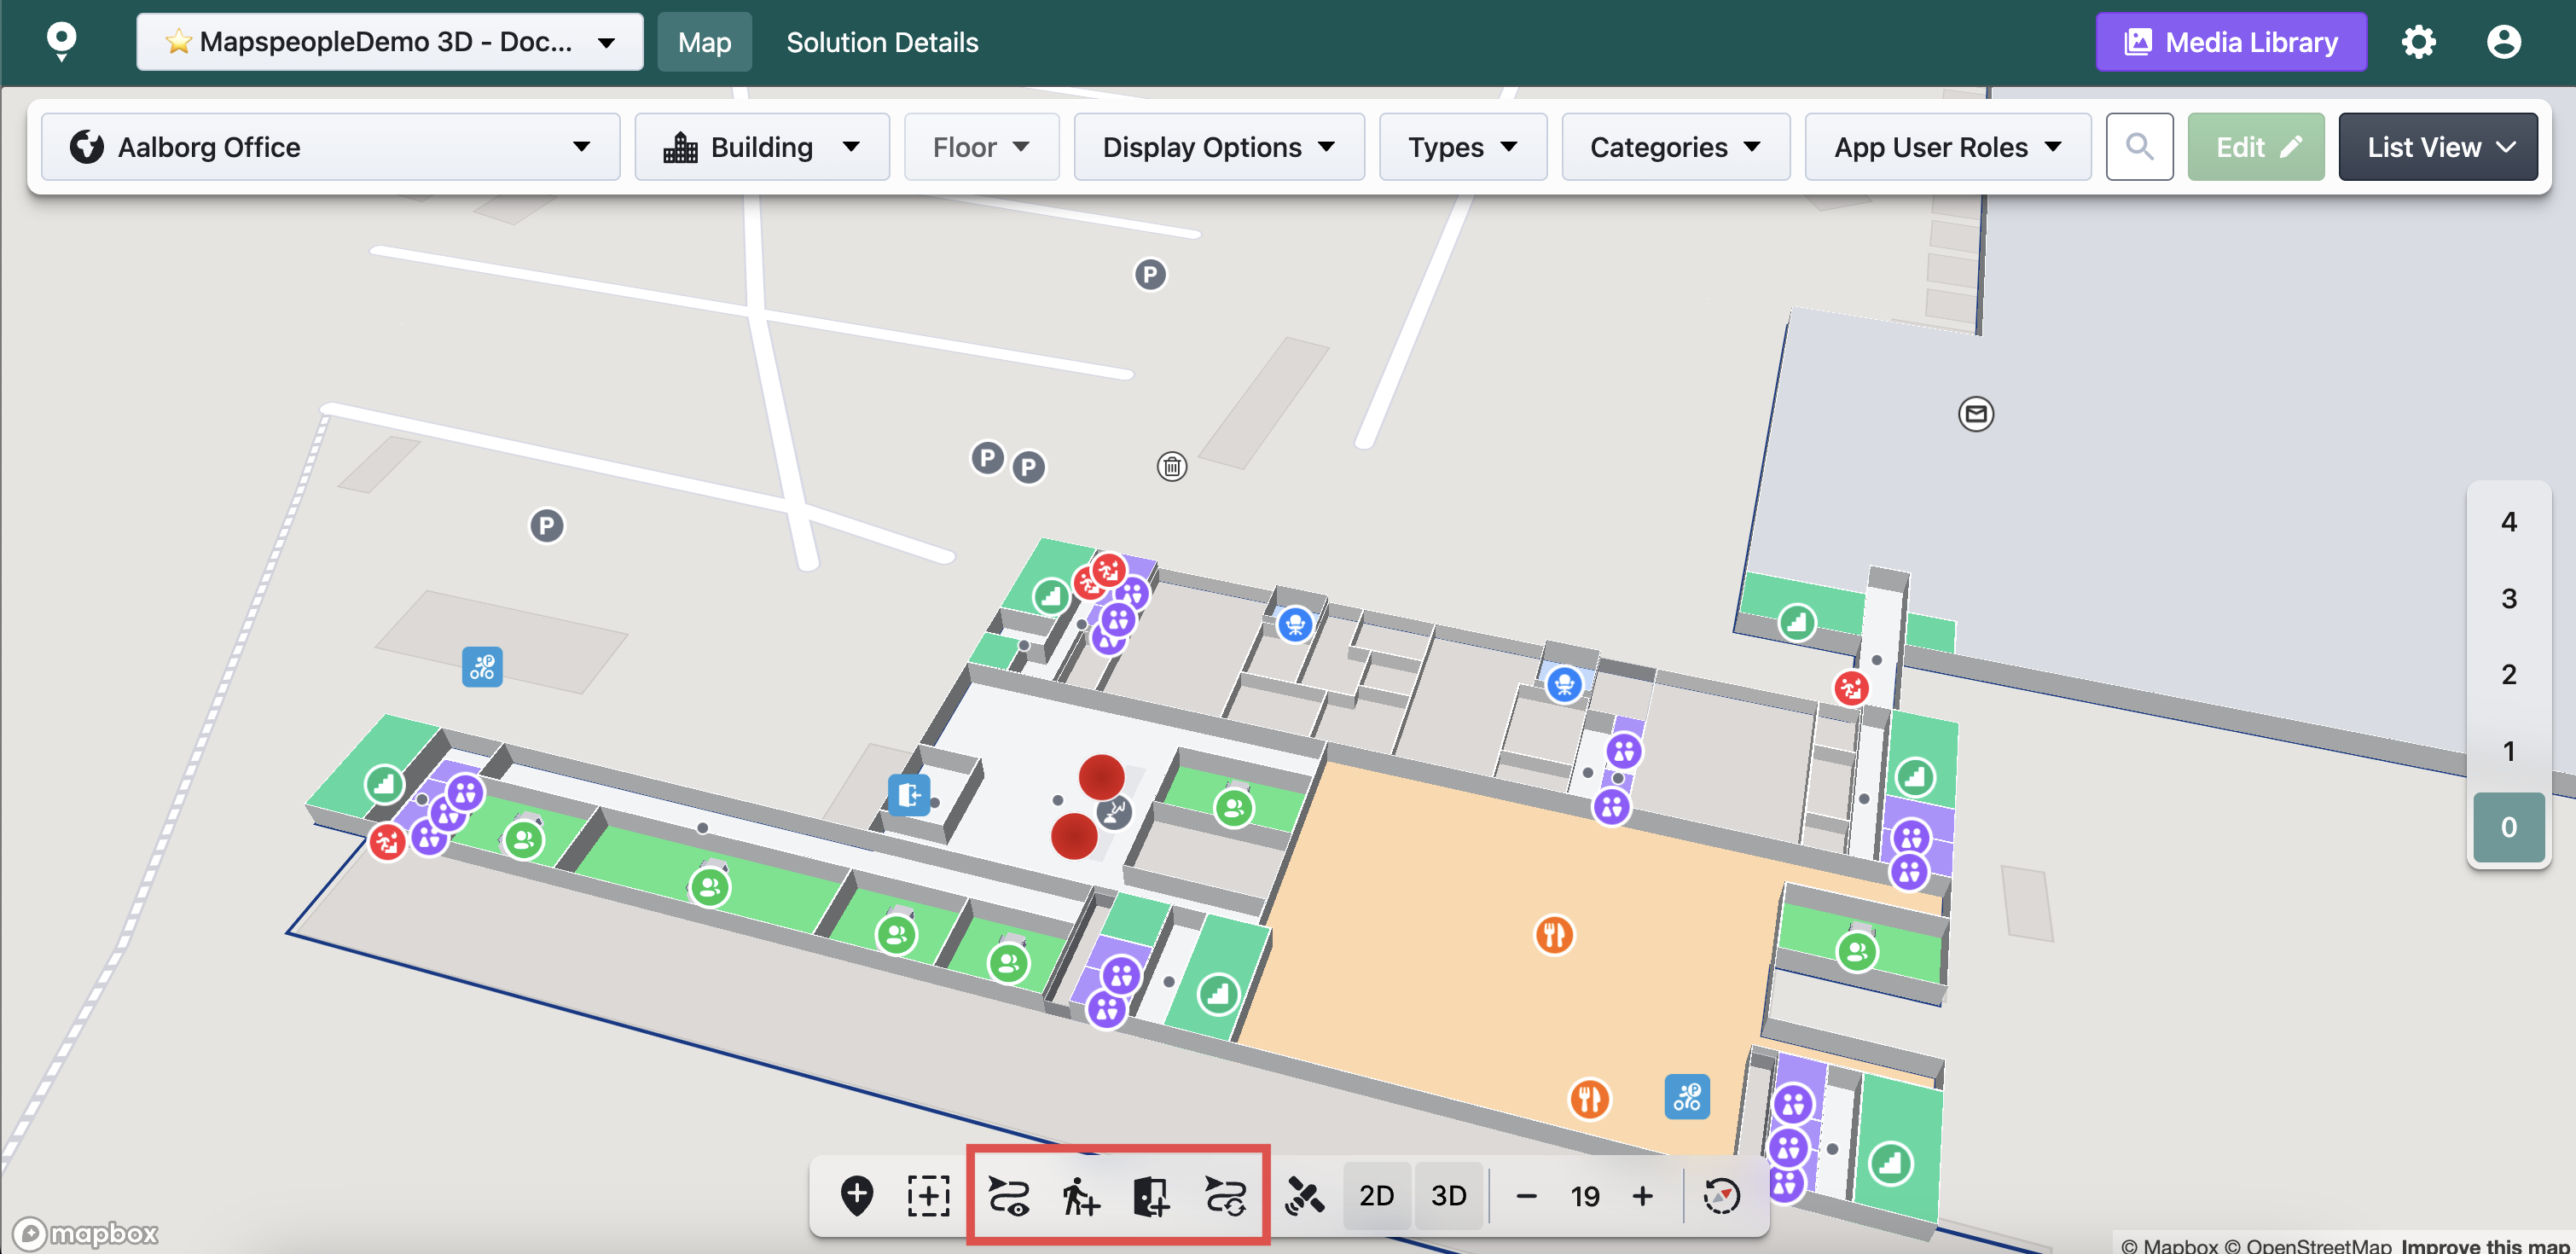 MapspeopleDemo 3D - Doc...
Map
Solution Details
Media Library
Aalborg Office
Building
Floor
Display Options
Types
Categories
App User Roles
Edit
List View
P
P
P
P
4
3
2
1
0
2D
3D
19
mapbox
© Mapbox © OpenStreetMap Improve this map